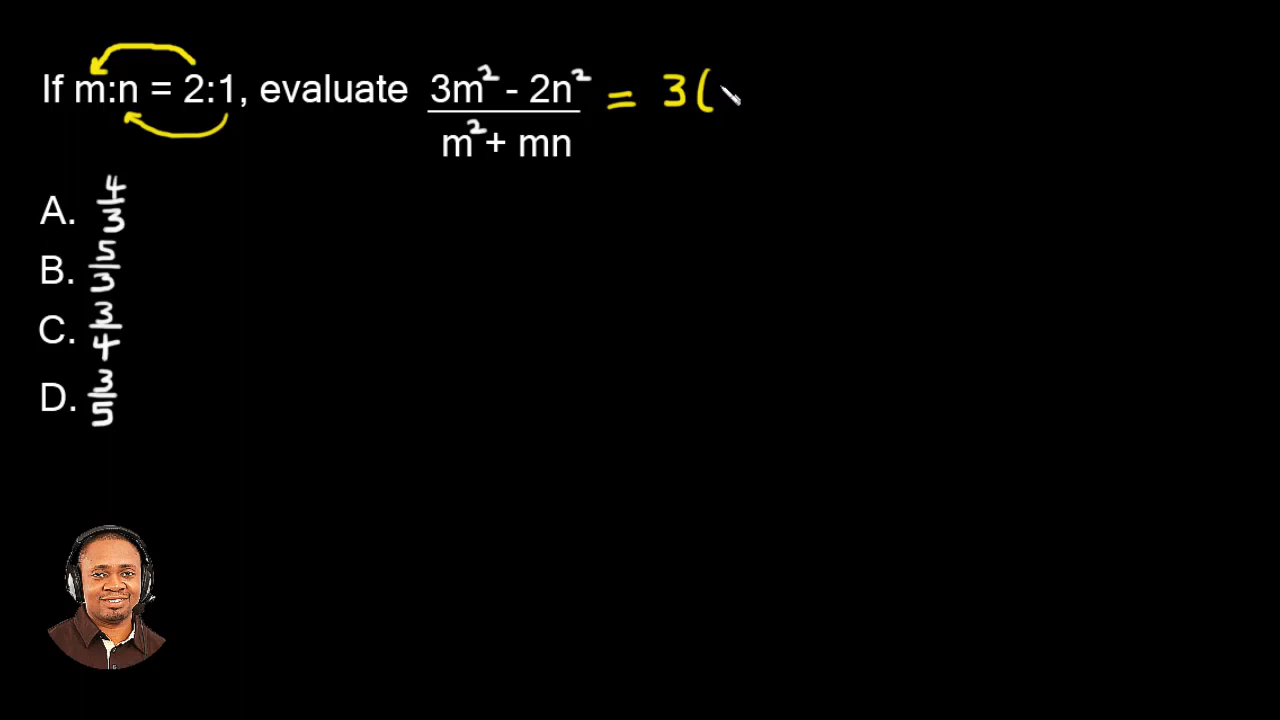 If m:n = 2:1, evaluate 3m² - 2n² / m² + mn = 3(
A. 4/3
B. 5/3
C. 3/4
D. 3/5